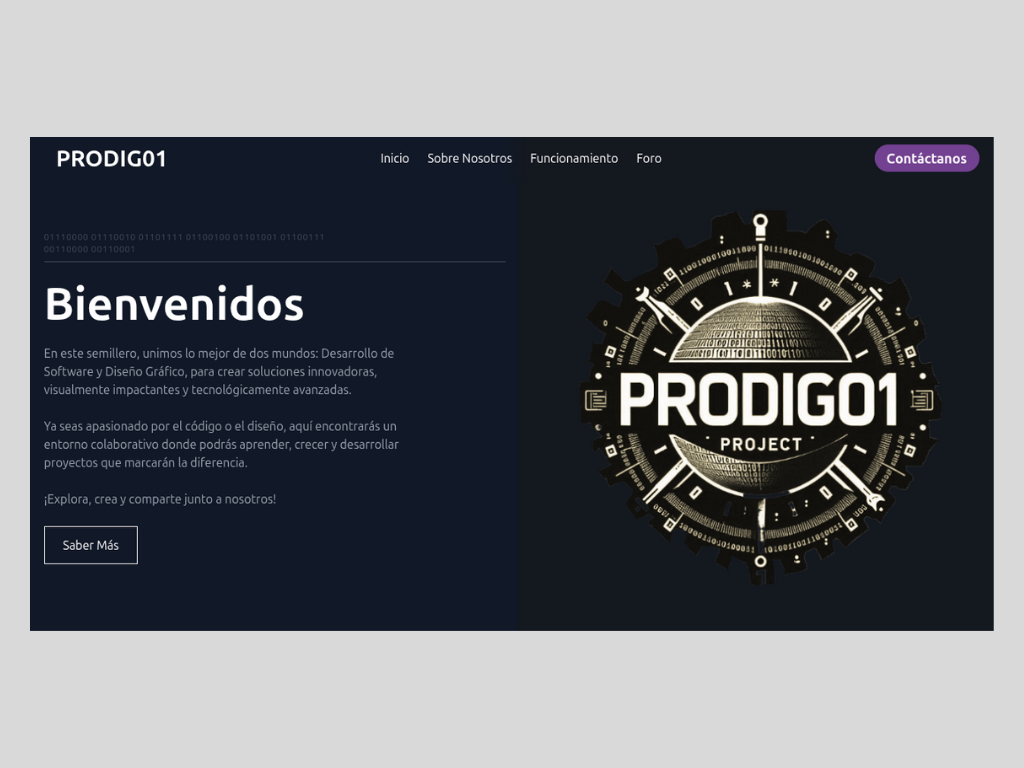 PRODIG01
Inicio
Sobre Nosotros
Funcionamiento
Foro
Contáctanos
01110000 01110010 01101111 01100100 01101001 01100111
00110000 00110001
Bienvenidos
En este semillero, unimos lo mejor de dos mundos: Desarrollo de
Software y Diseño Gráfico, para crear soluciones innovadoras,
visualmente impactantes y tecnológicamente avanzadas.
Ya seas apasionado por el código o el diseño, aquí encontrarás un
entorno colaborativo donde podrás aprender, crecer y desarrollar
proyectos que marcarán la diferencia.
¡Explora, crea y comparte junto a nosotros!
Saber Más
PRODIG01
PROJECT